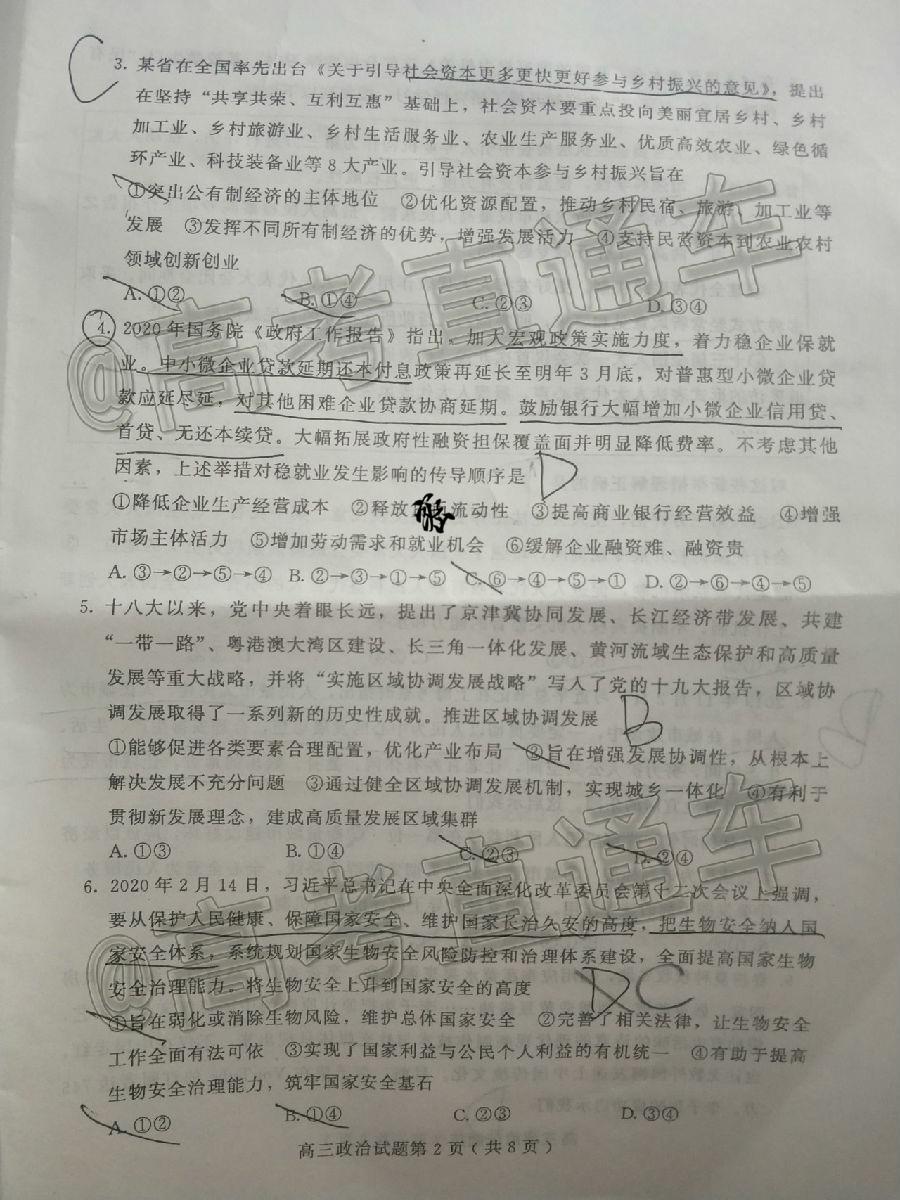 C
3. 某省在全国率先出台《关于引导社会资本更多更快更好参与乡村振兴的意见》，提出
在坚持“共享共荣、互利互惠”基础上，社会资本要重点投向美丽宜居乡村、乡村
加工业、乡村旅游业、乡村生活服务业、农业生产服务业、优质高效农业、绿色循
环产业、科技装备业等8大产业。引导社会资本参与乡村振兴旨在
①突出公有制经济的主体地位 ②优化资源配置，推动乡村民宿、旅游、加工业等
发展 ③发挥不同所有制经济的优势，增强发展活力 ④支持民营资本到农业农村
领域创新创业
A. ①② B. ①④ C. ②③ D. ③④
@高考直通车
4. 2020年国务院《政府工作报告》指出，加大宏观政策实施力度，着力稳企业保就
业。中小微企业贷款延期还本付息政策再延长至明年3月底，对普惠型小微企业贷
款应延尽延，对其他困难企业贷款协商延期。鼓励银行大幅增加小微企业信用贷、
首贷、无还本续贷。大幅拓展政府性融资担保覆盖面并明显降低费率。不考虑其他
因素，上述举措对稳就业发生影响的传导顺序是 D
①降低企业生产经营成本 ②释放 流动性 ③提高商业银行经营效益 ④增强
市场主体活力 ⑤增加劳动需求和就业机会 ⑥缓解企业融资难、融资贵
A. ③→②→⑤→④ B. ②→③→①→⑤ C. ⑥→④→⑤→① D. ②→⑥→④→⑤
5. 十八大以来，党中央着眼长远，提出了京津冀协同发展、长江经济带发展、共建
“一带一路”、粤港澳大湾区建设、长三角一体化发展、黄河流域生态保护和高质量
发展等重大战略，并将“实施区域协调发展战略”写入了党的十九大报告，区域协
调发展取得了一系列新的历史性成就。推进区域协调发展 B
①能够促进各类要素合理配置，优化产业布局 ②旨在增强发展协调性，从根本上
解决发展不充分问题 ③通过健全区域协调发展机制，实现城乡一体化 ④有利于
贯彻新发展理念，建成高质量发展区域集群
A. ①③ B. ①④ C. ②③ D. ②④
@高考直通车
6. 2020年2月14日，习近平总书记在中央全面深化改革委员会第十二次会议上强调，
要从保护人民健康、保障国家安全、维护国家长治久安的高度，把生物安全纳入国
家安全体系，系统规划国家生物安全风险防控和治理体系建设，全面提高国家生物
安全治理能力。将生物安全上升到国家安全的高度 DC
①旨在弱化或消除生物风险，维护总体国家安全 ②完善了相关法律，让生物安全
工作全面有法可依 ③实现了国家利益与公民个人利益的有机统一 ④有助于提高
生物安全治理能力，筑牢国家安全基石
A. ①② B. ①④ C. ②③ D. ③④
高三政治试题第2页（共8页）